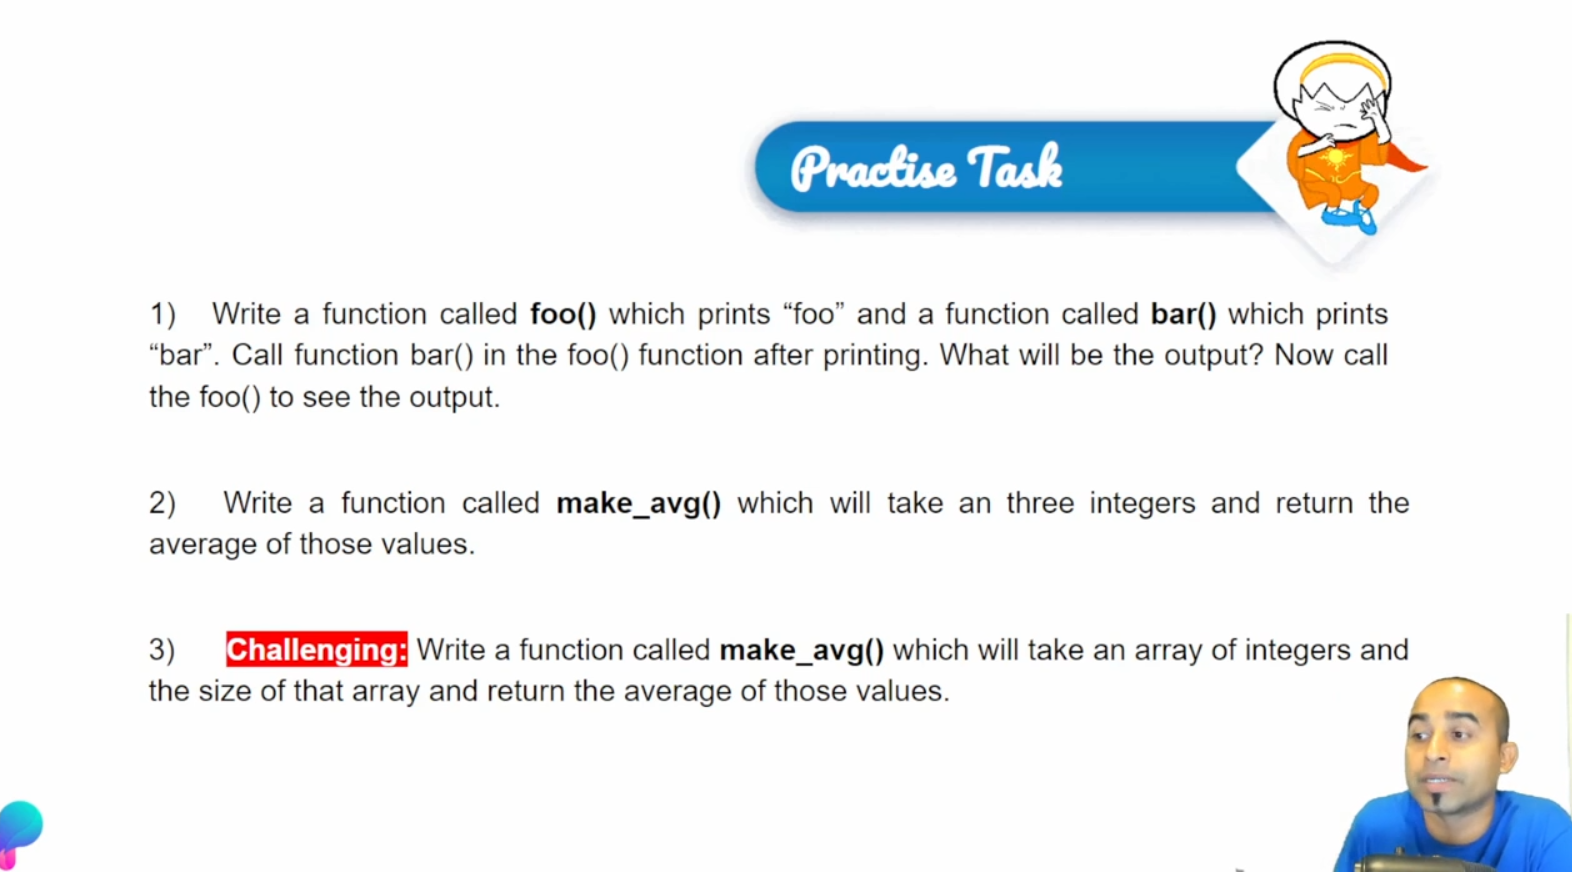 Practise Task
1) Write a function called foo() which prints “foo” and a function called bar() which prints
“bar”. Call function bar() in the foo() function after printing. What will be the output? Now call
the foo() to see the output.
2) Write a function called make_avg() which will take an three integers and return the
average of those values.
3) Challenging: Write a function called make_avg() which will take an array of integers and
the size of that array and return the average of those values.